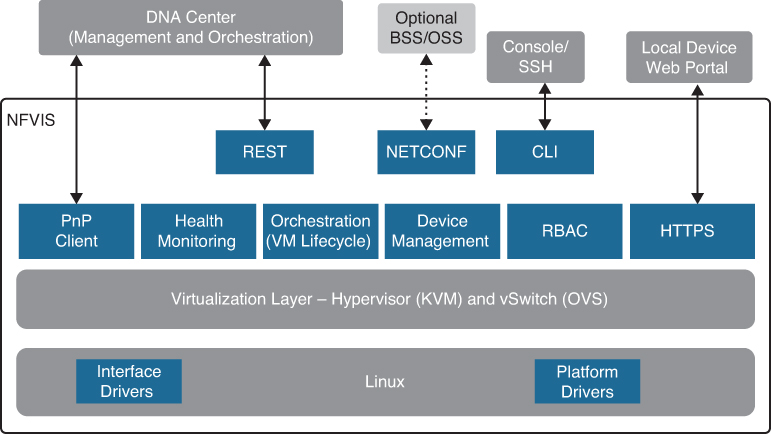 DNA Center
(Management and Orchestration)
Optional
BSS/OSS
Console/
SSH
Local Device
Web Portal
NFVIS
REST
NETCONF
CLI
PnP
Client
Health
Monitoring
Orchestration
(VM Lifecycle)
Device
Management
RBAC
HTTPS
Virtualization Layer – Hypervisor (KVM) and vSwitch (OVS)
Interface
Drivers
Linux
Platform
Drivers